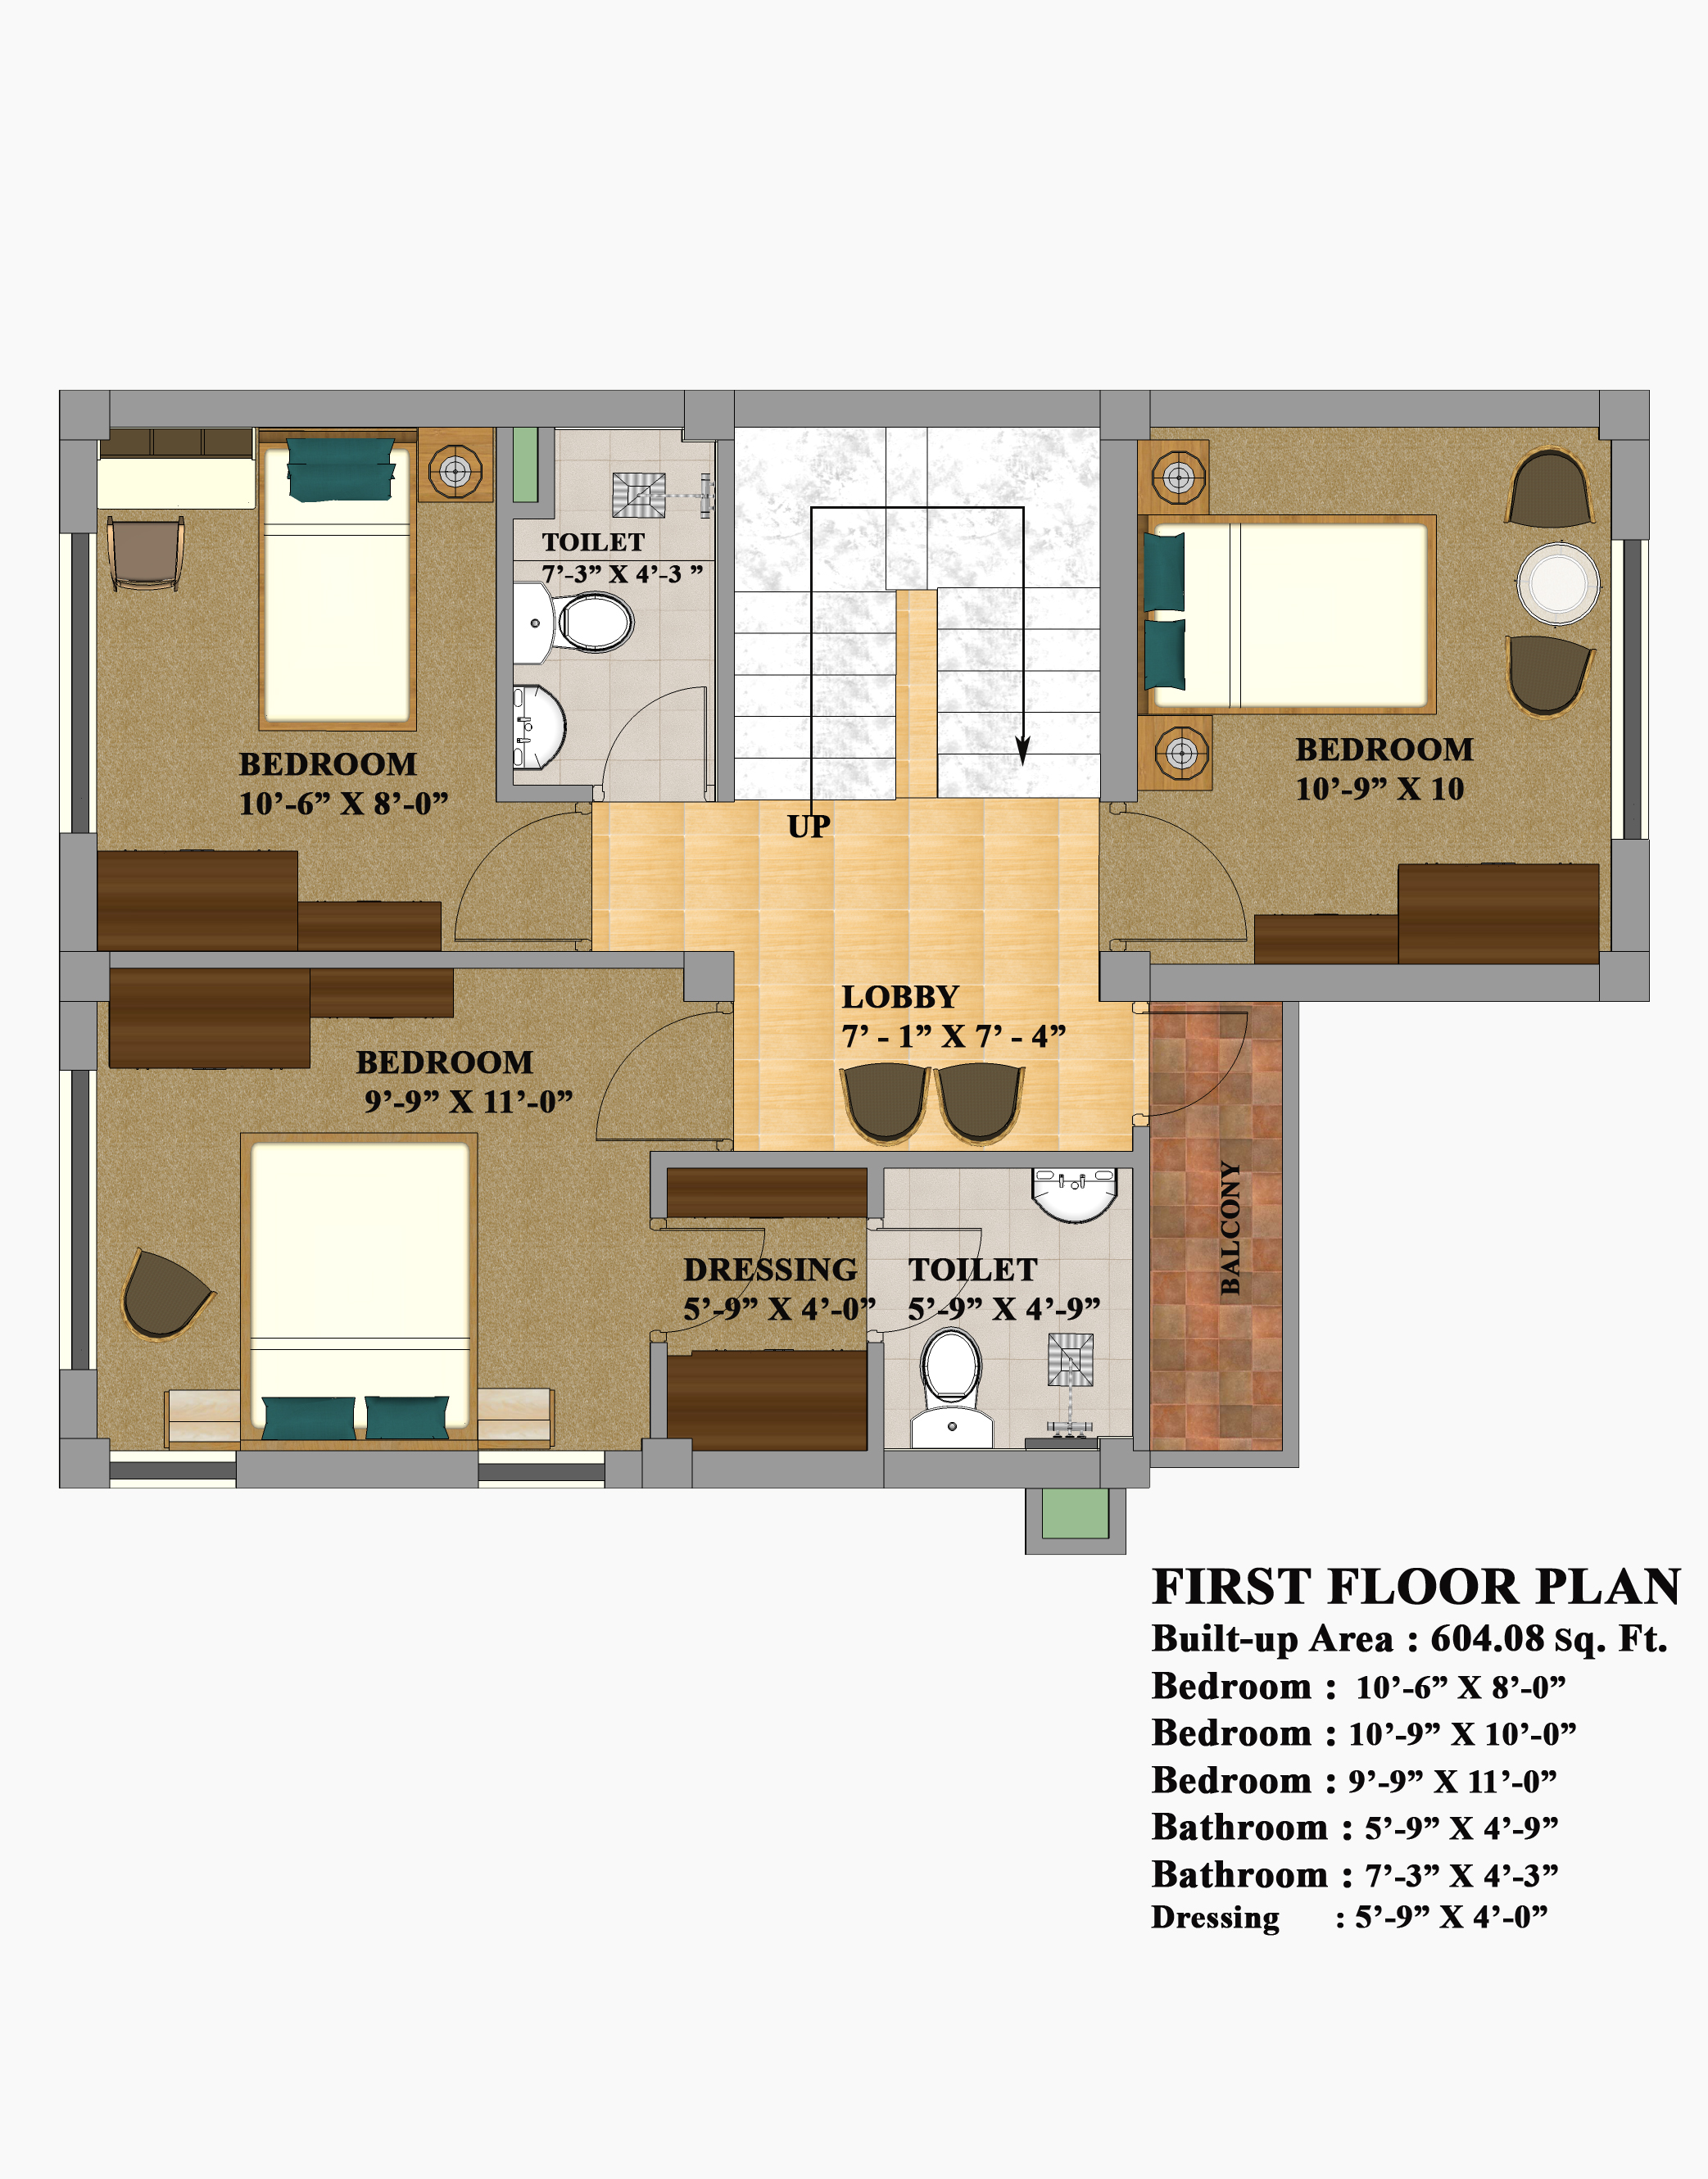 TOILET
7’-3” X 4’-3 ”
BEDROOM
10’-6” X 8’-0”
BEDROOM
10’-9” X 10
UP
LOBBY
7’ - 1” X 7’ - 4”
BEDROOM
9’-9” X 11’-0”
DRESSING
5’-9” X 4’-0”
TOILET
5’-9” X 4’-9”
BALCONY
FIRST FLOOR PLAN
Built-up Area : 604.08 Sq. Ft.
Bedroom : 10’-6” X 8’-0”
Bedroom : 10’-9” X 10’-0”
Bedroom : 9’-9” X 11’-0”
Bathroom : 5’-9” X 4’-9”
Bathroom : 7’-3” X 4’-3”
Dressing : 5’-9” X 4’-0”